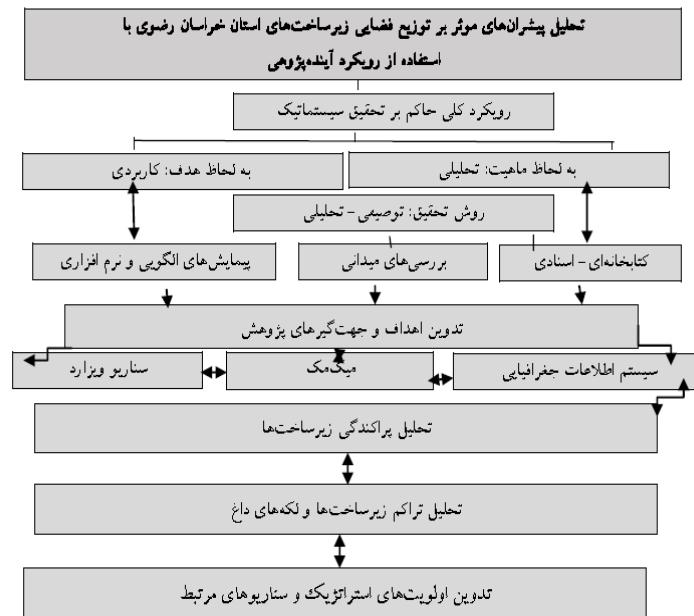 تحلیل پیشران‌های موثر بر توزیع فضایی زیرساخت‌های استان خراسان رضوی با
استفاده از رویکرد آینده‌پژوهی
رویکرد کلی حاکم بر تحقیق سیستماتیک
به لحاظ ماهیت: تحلیلی
به لحاظ هدف: کاربردی
روش تحقیق: توصیفی - تحلیلی
کتابخانه‌ای - اسنادی
بررسی‌های میدانی
پیمایش‌های الگویی و نرم افزاری
تدوین اهداف و جهت‌گیرهای پژوهش
سیستم اطلاعات جغرافیایی
میک‌مک
سناریو ویزارد
تحلیل پراکندگی زیرساخت‌ها
تحلیل تراکم زیرساخت‌ها و لکه‌های داغ
تدوین اولویت‌های استراتژیک و سناریوهای مرتبط